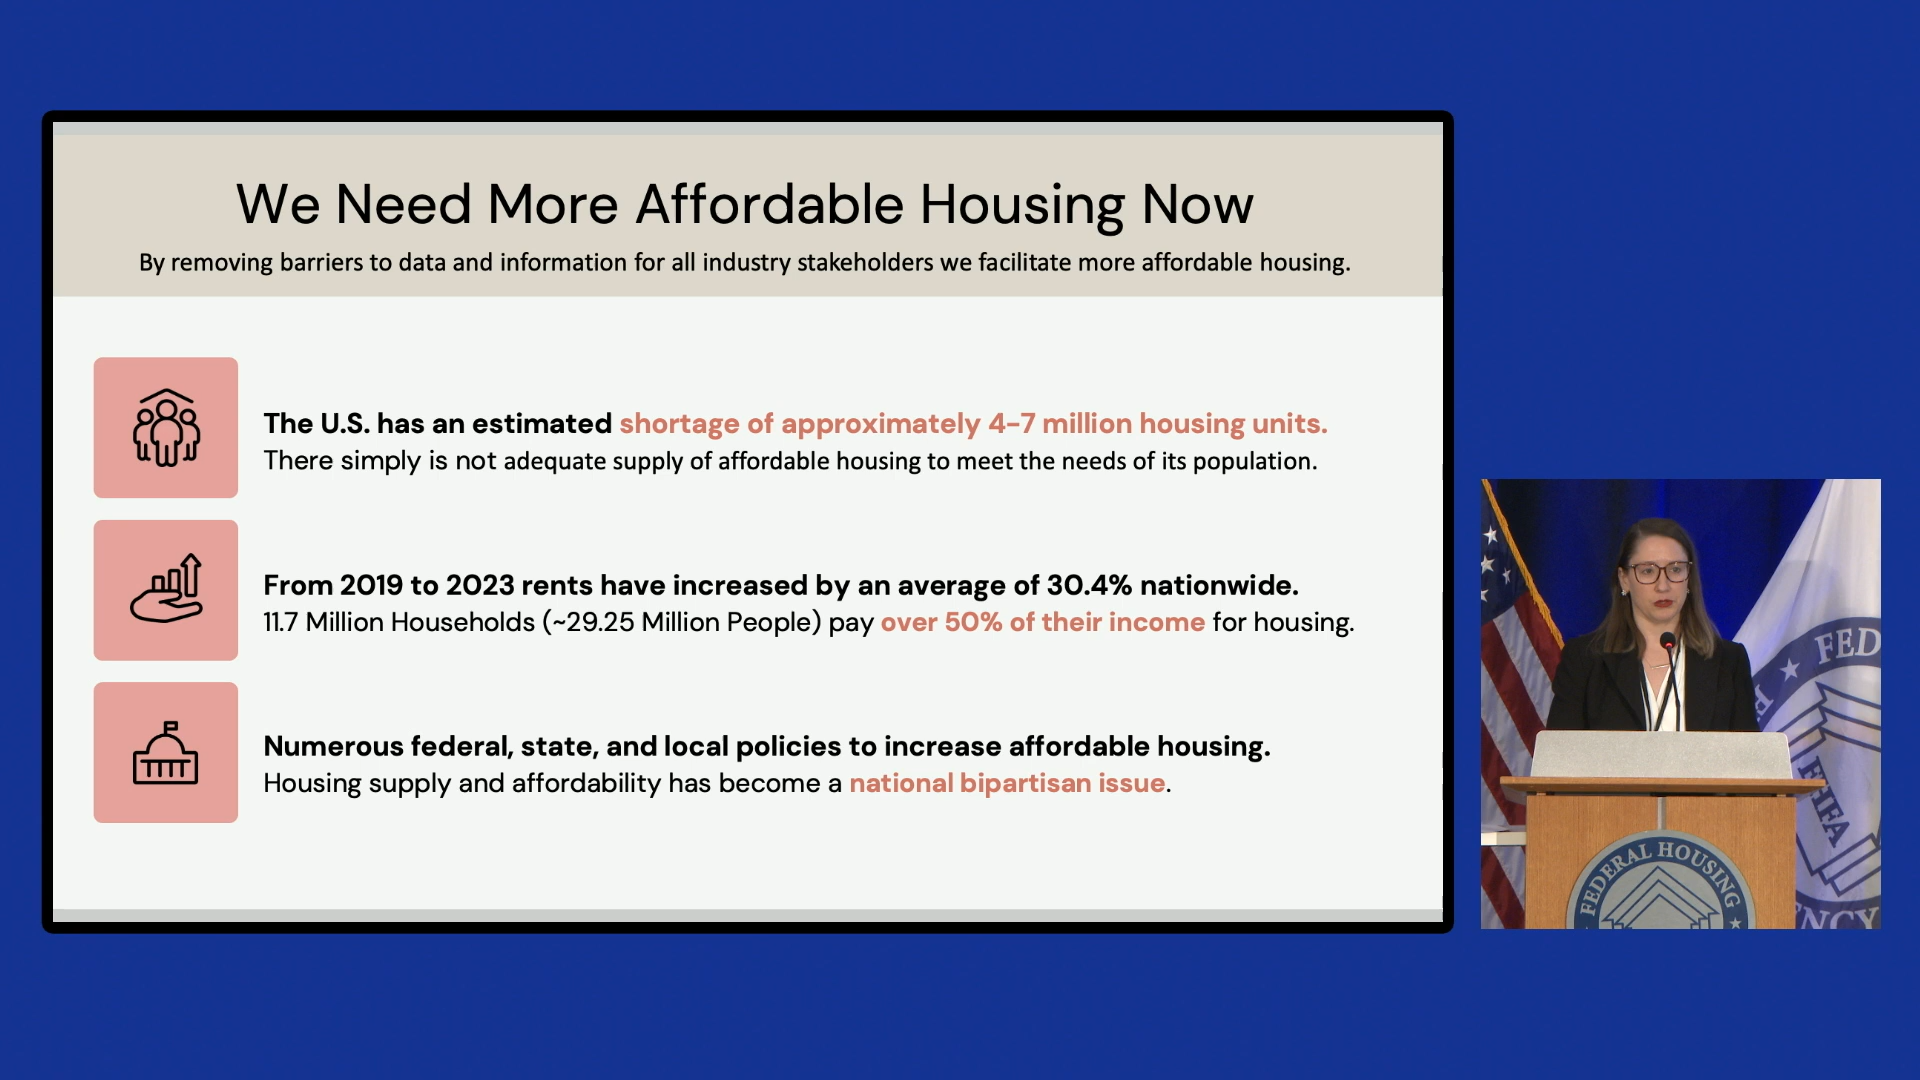 We Need More Affordable Housing Now
By removing barriers to data and information for all industry stakeholders we facilitate more affordable housing.
The U.S. has an estimated shortage of approximately 4-7 million housing units.
There simply is not adequate supply of affordable housing to meet the needs of its population.
From 2019 to 2023 rents have increased by an average of 30.4% nationwide.
11.7 Million Households (~29.25 Million People) pay over 50% of their income for housing.
Numerous federal, state, and local policies to increase affordable housing.
Housing supply and affordability has become a national bipartisan issue.
FED
FHFA
NCY
FEDERAL HOUSING